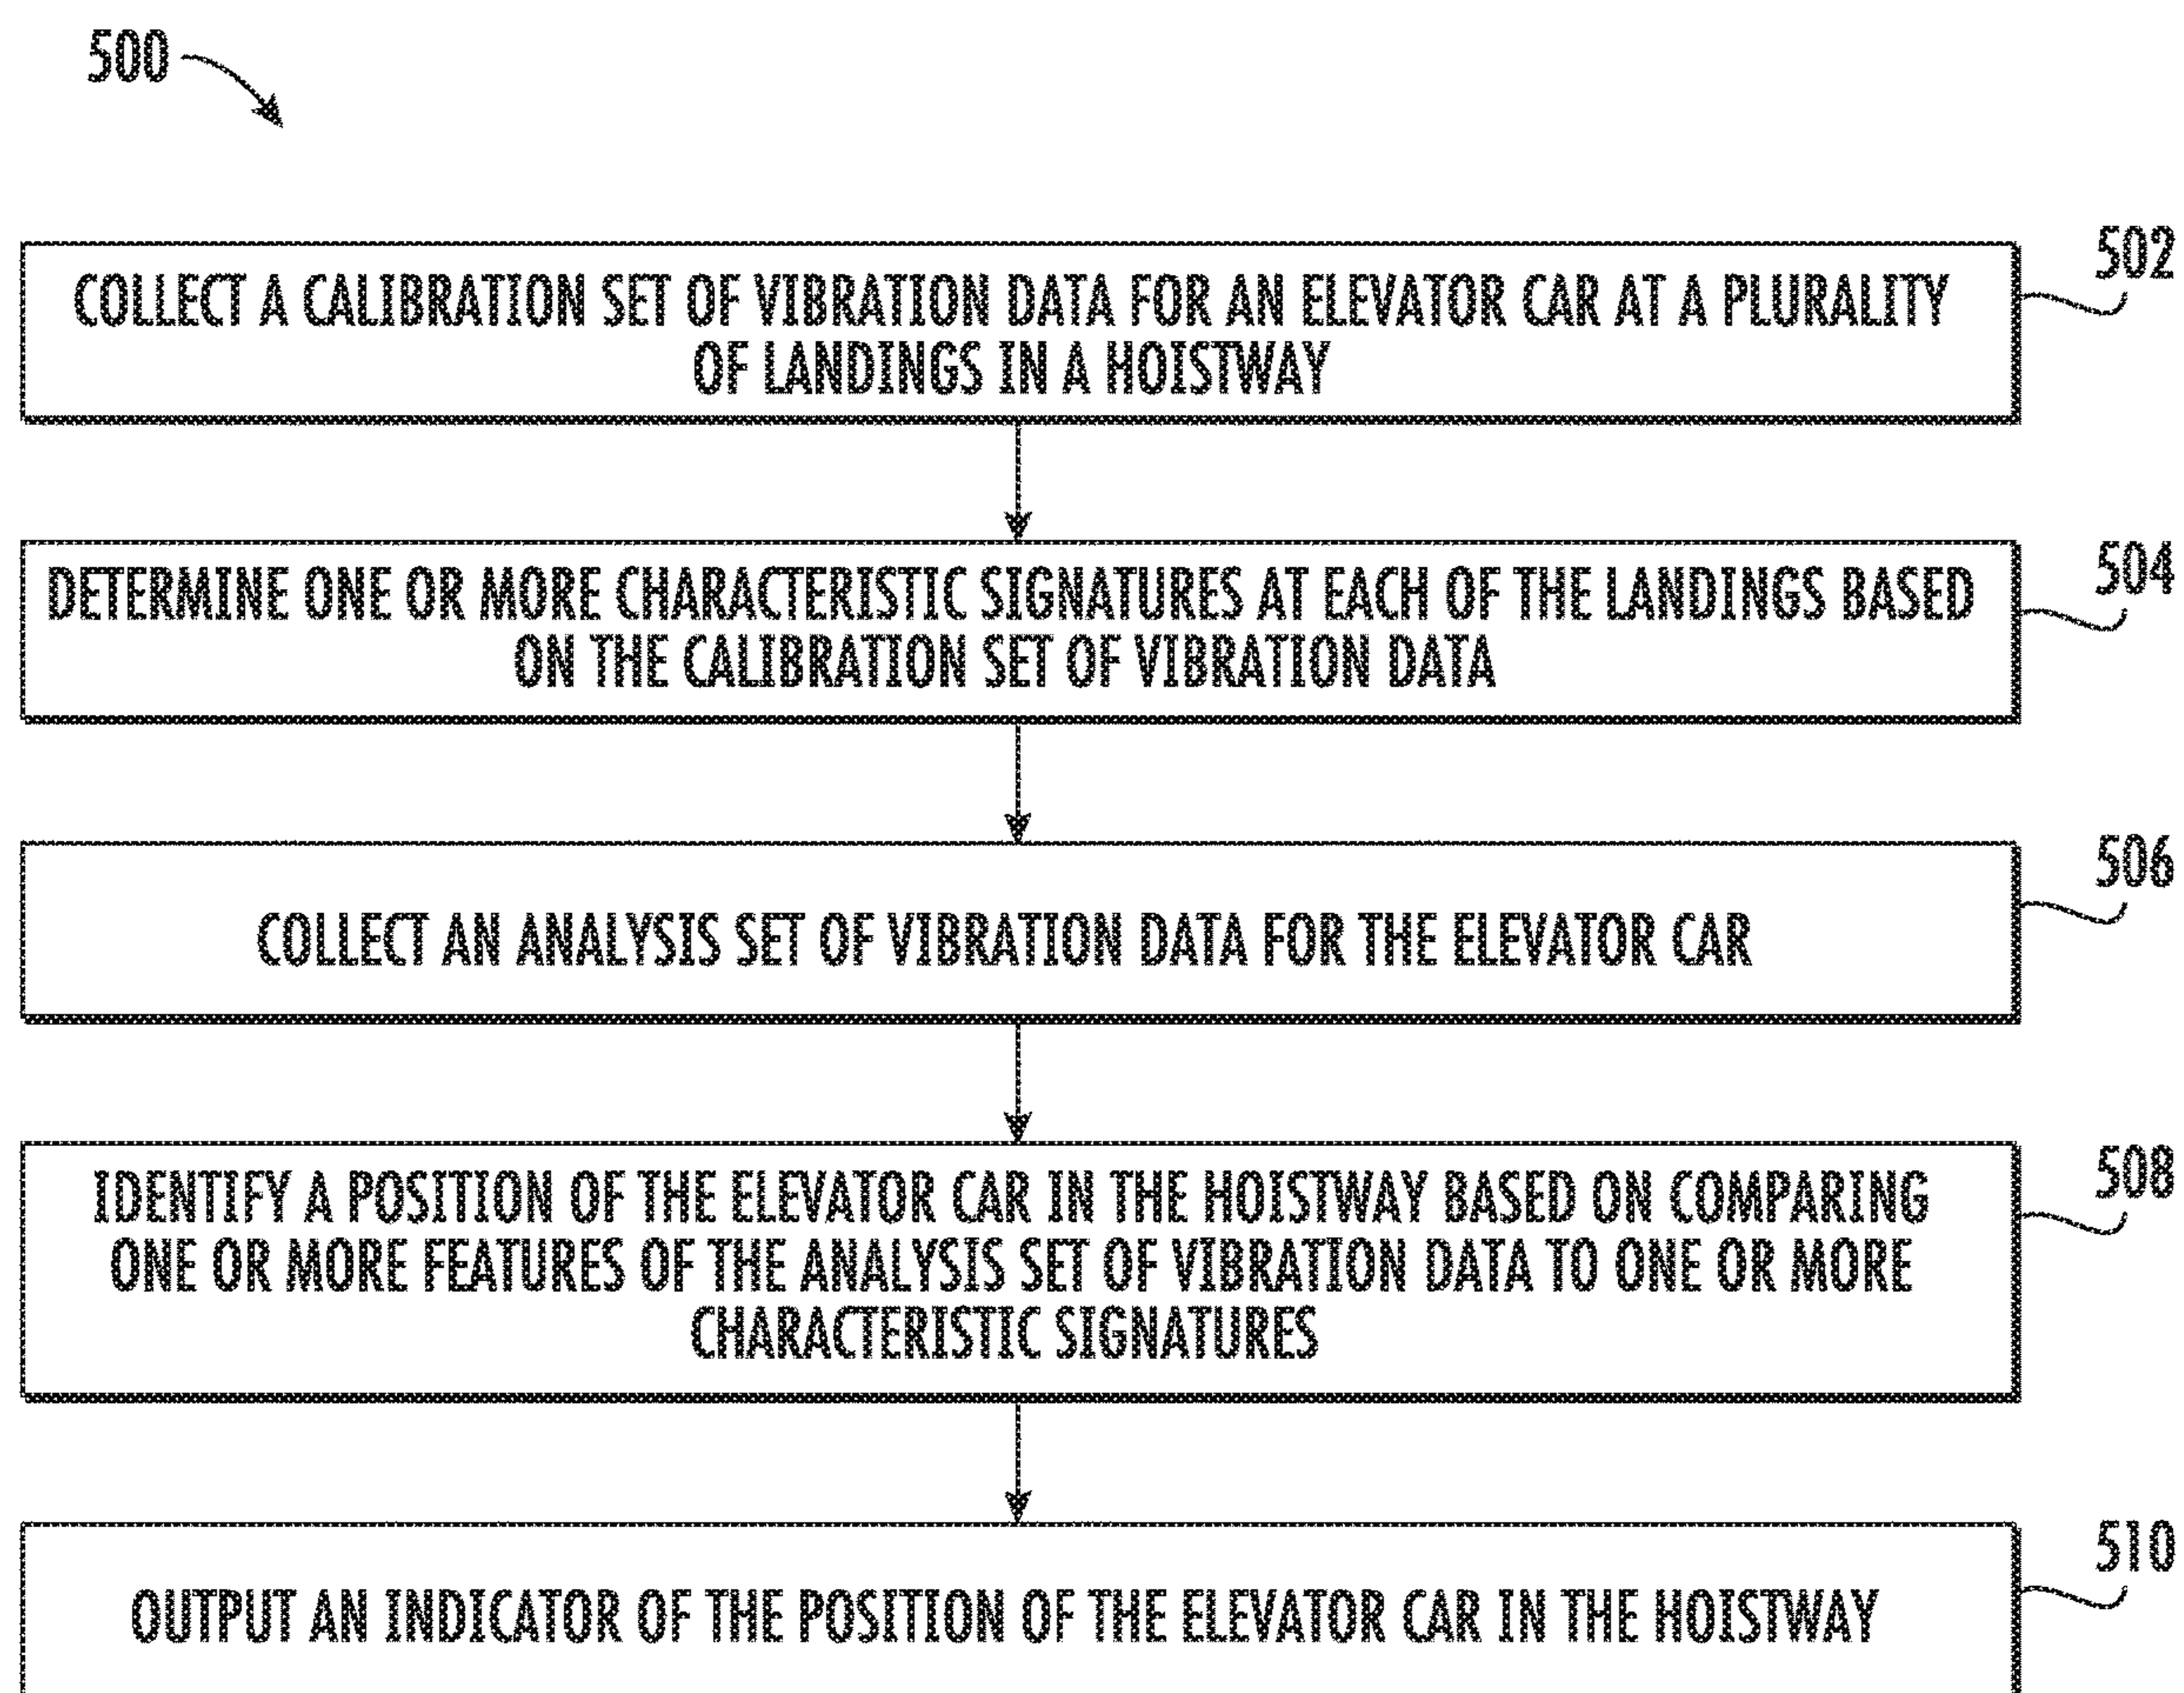 500
502
COLLECT A CALIBRATION SET OF VIBRATION DATA FOR AN ELEVATOR CAR AT A PLURALITY
OF LANDINGS IN A HOISTWAY
504
DETERMINE ONE OR MORE CHARACTERISTIC SIGNATURES AT EACH OF THE LANDINGS BASED
ON THE CALIBRATION SET OF VIBRATION DATA
506
COLLECT AN ANALYSIS SET OF VIBRATION DATA FOR THE ELEVATOR CAR
508
IDENTIFY A POSITION OF THE ELEVATOR CAR IN THE HOISTWAY BASED ON COMPARING
ONE OR MORE FEATURES OF THE ANALYSIS SET OF VIBRATION DATA TO ONE OR MORE
CHARACTERISTIC SIGNATURES
510
OUTPUT AN INDICATOR OF THE POSITION OF THE ELEVATOR CAR IN THE HOISTWAY